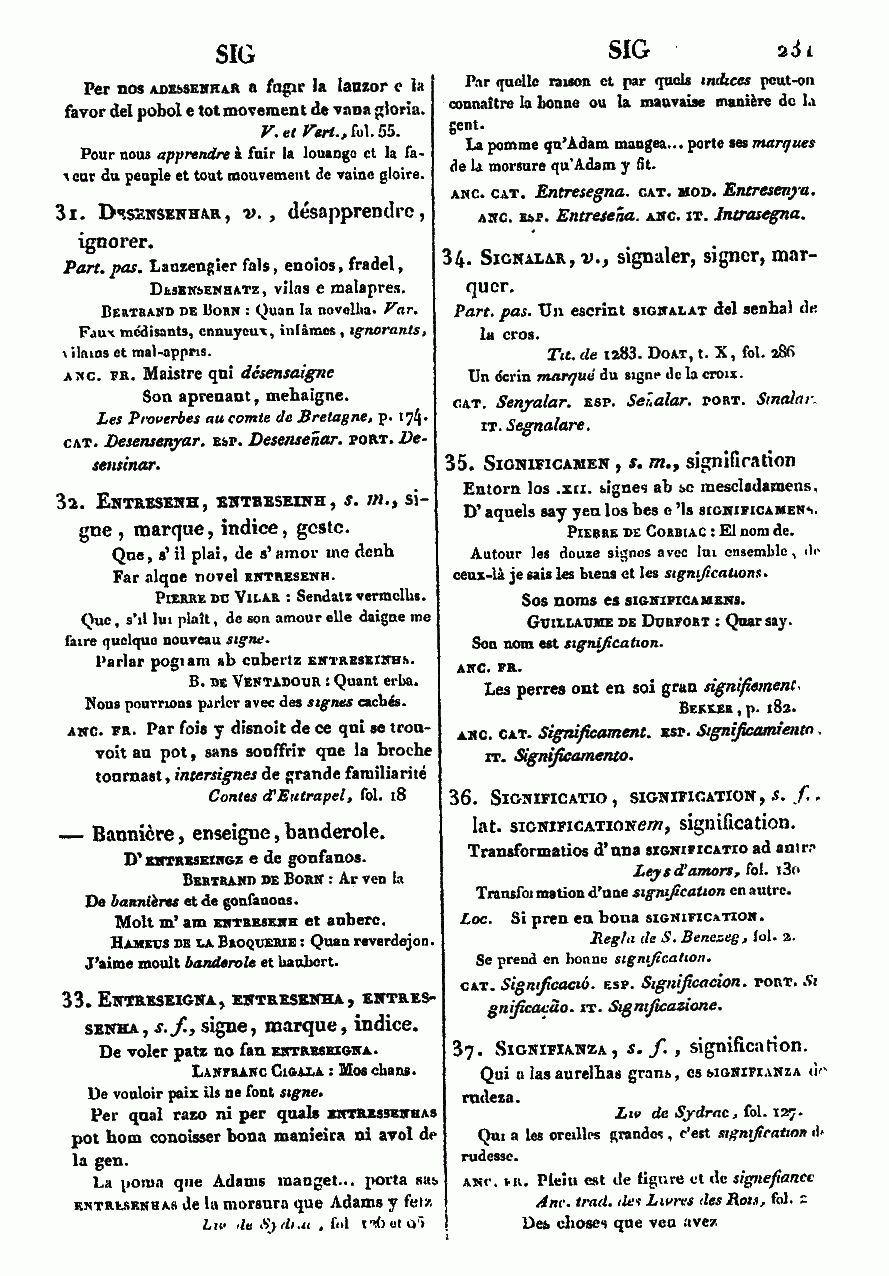 SIG
Per nos ADESSENHAR a fugir la lauzor e la
favor del pobol e tot movement de vana gloria.
V. et Vert., fol. 55.
Pour nous apprendre à fuir la louange et la fa-
veur du peuple et tout mouvement de vaine gloire.
31. DESENSENHAR, v., désapprendre,
ignorer.
Part. pas. Lauzengier fals, enoios, fradel,
DESENSENHATZ, vilas e malapres.
BERTRAND DE BORN : Quan la novelha. Var.
Faux médisants, ennuyeux, infâmes, ignorants,
vilains et mal-appris.
ANC. FR. Maistre qui désensaigne
Son aprenant, mehaigne.
Les Proverbes au comte de Bretagne, p. 174.
CAT. Desensenyar. ESP. Desenseñar. PORT. De-
sensinar.
32. ENTRESENH, ENTRESEINH, s. m., si-
gne, marque, indice, geste.
Que, s'il plai, de s'amor me denh
Far alque novel ENTRESENH.
PIERRE DU VILAR : Sendatz vermelhs.
Que, s'il lui plaît, de son amour elle daigne me
faire quelque nouveau signe.
Parlar pogram ab cubertz ENTRESEINHS.
B. DE VENTADOUR : Quant erba.
Nous pourrions parler avec des signes cachés.
ANC. FR. Par fois y disnoit de ce qui se trou-
voit au pot, sans souffrir que la broche
tournast, intersignes de grande familiarité
Contes d'Eutrapel, fol. 18
— Bannière, enseigne, banderole.
D'ENTRESEINGZ e de gonfanos.
BERTRAND DE BORN : Ar ven la
De bannières et de gonfanons.
Molt m'am ENTRESENH et auberc.
HAMEUS DE LA BROQUERIE : Quan reverdejon.
J'aime moult banderole et haubert.
33. ENTRESEIGNA, ENTRESENHA, ENTRES-
SENHA, s. f., signe, marque, indice.
De voler patz no fan ENTRESEIGNA.
LANFRANC CIGALA : Mos chans.
De vouloir paix ils ne font signe.
Per qual razo ni per quals ENTRESSENHAS
pot hom conoisser bona manieira ni avol de
la gen.
La poma que Adams manget... porta sas
ENTRESENHAS de la morsura que Adams y fetz
Liv de Sydrac, fol 126 et 95
SIG 231
Par quelle raison et par quels indices peut-on
connaître la bonne ou la mauvaise manière de la
gent.
La pomme qu'Adam mangea... porte ses marques
de la morsure qu'Adam y fit.
ANC. CAT. Entresegna. CAT. MOD. Entresenya.
ANC. ESP. Entreseña. ANC. IT. Intrasegna.
34. SIGNALAR, v., signaler, signer, mar-
quer.
Part. pas. Un escrint SIGNALAT del senhal de
la cros.
Tit. de 1283. DOAT, t. X, fol. 286
Un écrin marqué du signe de la croix.
CAT. Senyalar. ESP. Señalar. PORT. Sinalar.
IT. Segnalare.
35. SIGNIFICAMEN, s. m., signification
Entorn los .XII. signes ab se mescladamens,
D'aquels say yeu los bes e 'ls SIGNIFICAMENS.
PIERRE DE CORBIAC : El nom de.
Autour les douze signes avec lui ensemble, de
ceux-là je sais les biens et les significations.
Sos noms es SIGNIFICAMENS.
GUILLAUME DE DURFORT : Quar say.
Son nom est signification.
ANC. FR.
Les perres ont en soi gran signifiement.
BEKKER, p. 182.
ANC. CAT. Significament. ESP. Significamiento.
IT. Significamento.
36. SIGNIFICATIO, SIGNIFICATION, s. f.,
lat. SIGNIFICATIONem, signification.
Transformatios d'una SIGNIFICATIO ad autra
Leys d'amors, fol. 130
Transformation d'une signification en autre.
Loc. Si pren en bona SIGNIFICATION.
Regla de S. Benezeg, fol. 2.
Se prend en bonne signification.
CAT. Significació. ESP. Significacion. PORT. Si
gnificação. IT. Significazione.
37. SIGNIFIANZA, s. f., signification.
Qui a las aurelhas grans, es SIGNIFIANZA de
rudeza.
Liv de Sydrac, fol. 127.
Qui a les oreilles grandes, c'est signification de
rudesse.
ANC. FR. Plein est de figure et de signefiance
Anc. trad. des Livres des Rois, fol. 2
Des choses que veu avez